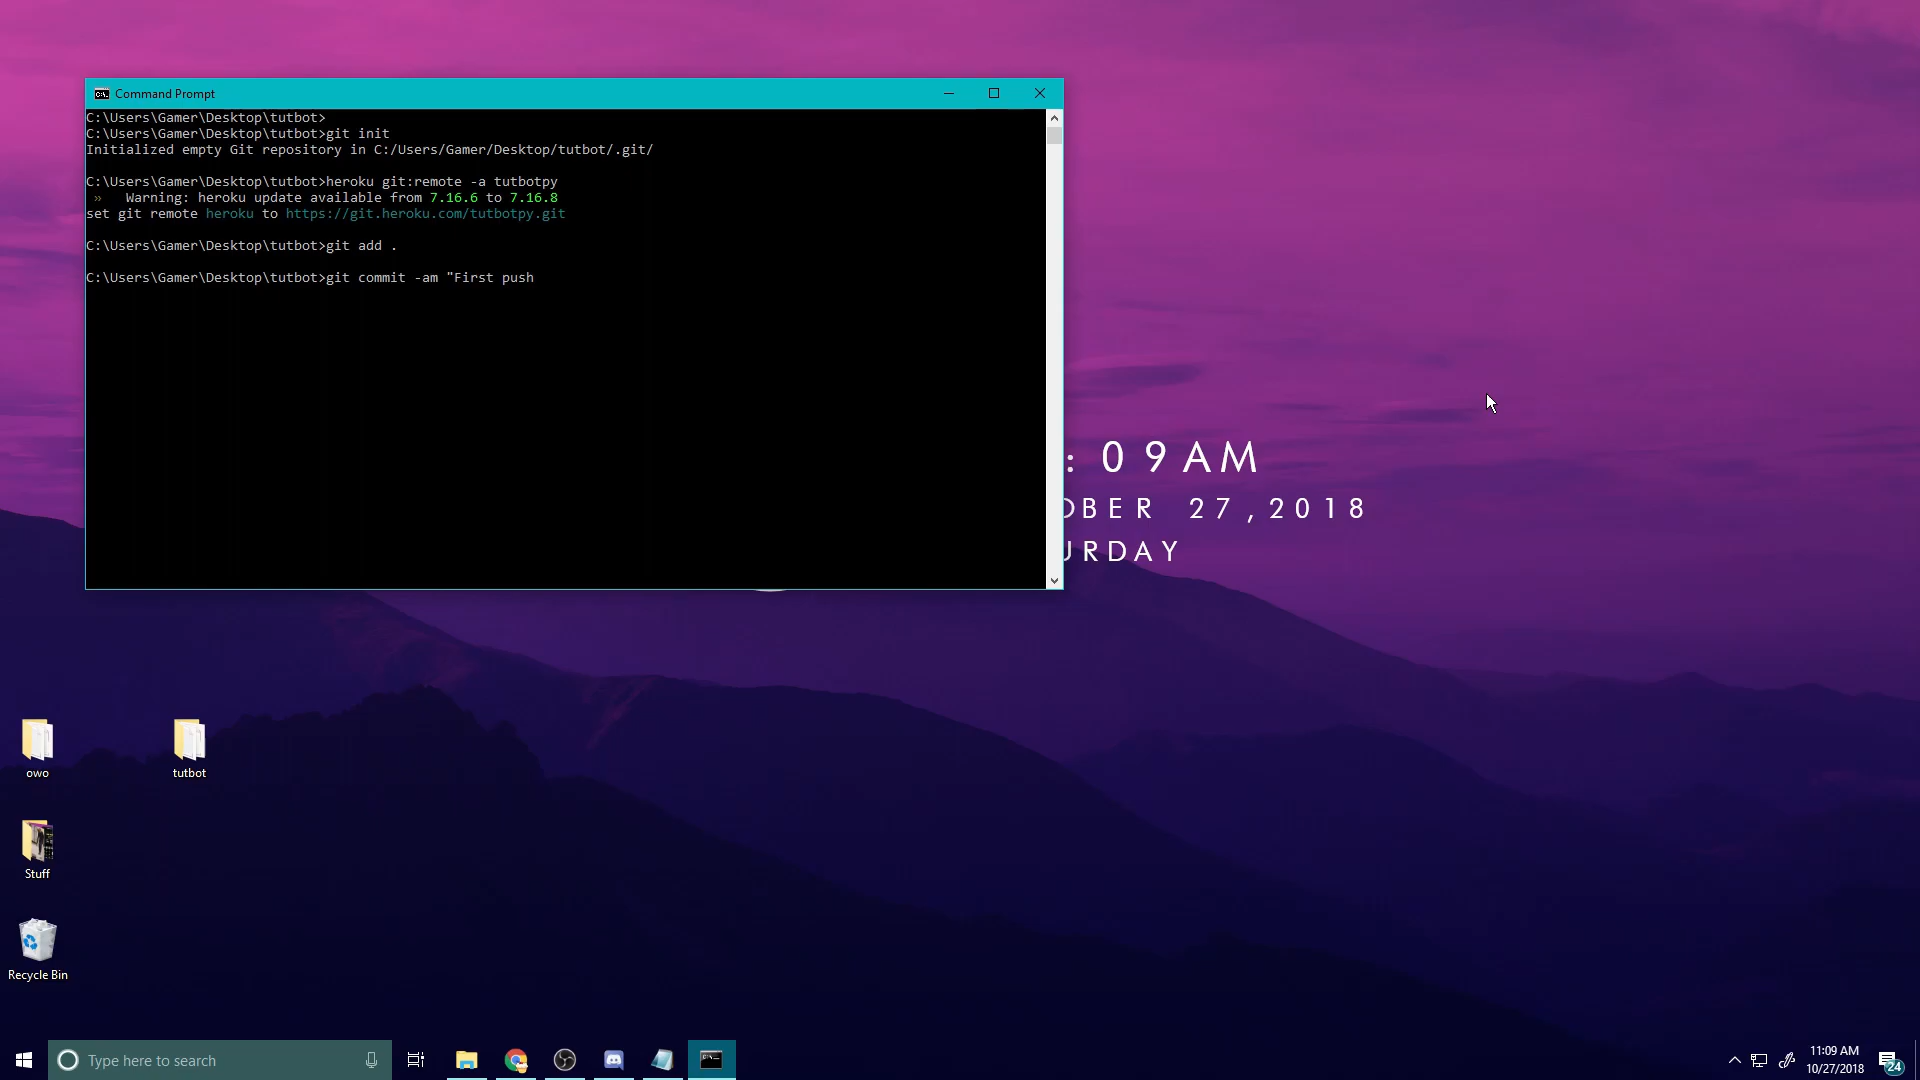 Command Prompt
C:\Users\Gamer\Desktop\tutbot>
C:\Users\Gamer\Desktop\tutbot>git init
Initialized empty Git repository in C:/Users/Gamer/Desktop/tutbot/.git/
C:\Users\Gamer\Desktop\tutbot>heroku git:remote -a tutbotpy
» Warning: heroku update available from 7.16.6 to 7.16.8
set git remote heroku to https://git.heroku.com/tutbotpy.git
C:\Users\Gamer\Desktop\tutbot>git add .
C:\Users\Gamer\Desktop\tutbot>git commit -am "First push
: 09AM
OBER 27,2018
URDAY
owo
tutbot
Stuff
Recycle Bin
Type here to search
11:09 AM
10/27/2018
24